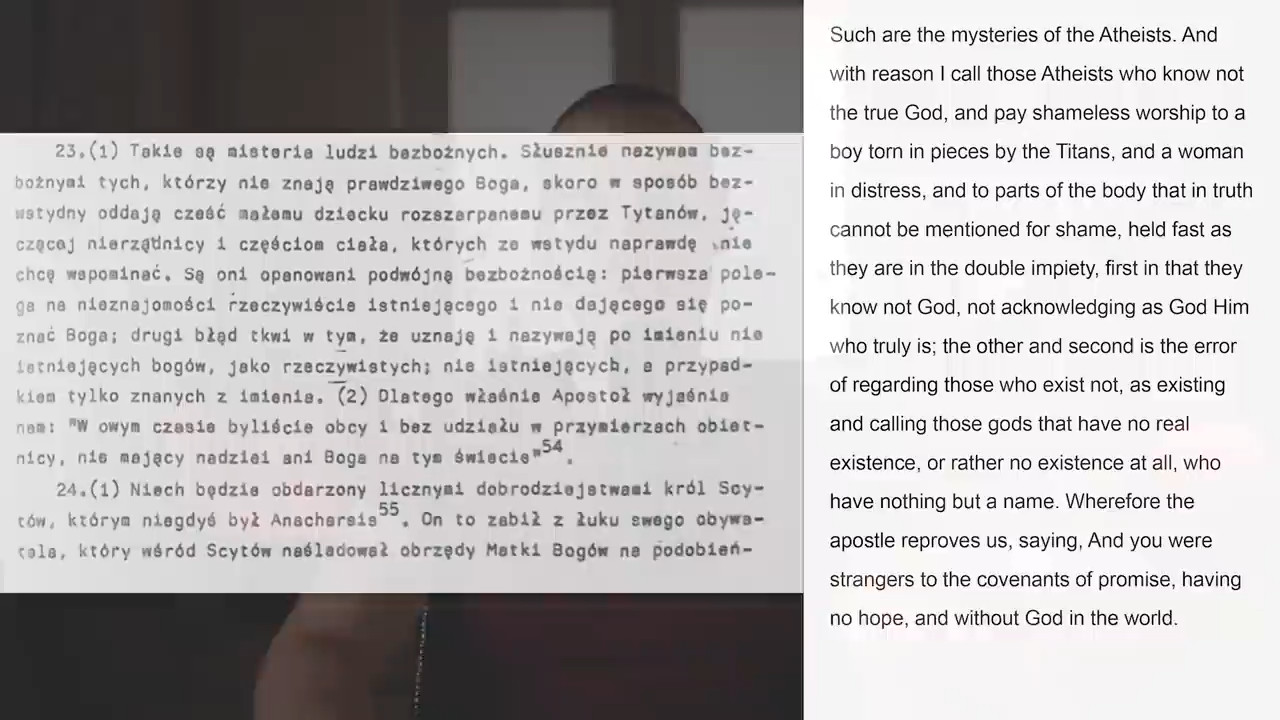 23.(1) Takie są misteria ludzi bezbożnych. Słusznie nazywam bez-
bożnymi tych, którzy nie znają prawdziwego Boga, skoro w sposób bez-
wstydny oddają cześć małemu dziecku rozszarpanemu przez Tytanów, ję-
czącej nierządnicy i częściom ciała, których ze wstydu naprawdę nie
chcę wspominać. Są oni opanowani podwójną bezbożnością: pierwsza pole-
ga na nieznajomości rzeczywiście istniejącego i nie dającego się po-
znać Boga; drugi błąd tkwi w tym, że uznają i nazywają po imieniu nie
istniejących bogów, jako rzeczywistych; nie istniejących, a przypad-
kiem tylko znanych z imienia. (2) Dlatego właśnie Apostoł wyjaśnia
nam: "W owym czasie byliście obcy i bez udziału w przymierzach obiet-
nicy, nie mający nadziei ani Boga na tym świecie"54.
24.(1) Niech będzie obdarzony licznymi dobrodziejstwami król Scy-
tów, którym niegdyś był Anacharsis55. On to zabił z łuku swego obywa-
tela, który wśród Scytów naśladował obrzędy Matki Bogów na podobień-
Such are the mysteries of the Atheists. And
with reason I call those Atheists who know not
the true God, and pay shameless worship to a
boy torn in pieces by the Titans, and a woman
in distress, and to parts of the body that in truth
cannot be mentioned for shame, held fast as
they are in the double impiety, first in that they
know not God, not acknowledging as God Him
who truly is; the other and second is the error
of regarding those who exist not, as existing
and calling those gods that have no real
existence, or rather no existence at all, who
have nothing but a name. Wherefore the
apostle reproves us, saying, And you were
strangers to the covenants of promise, having
no hope, and without God in the world.